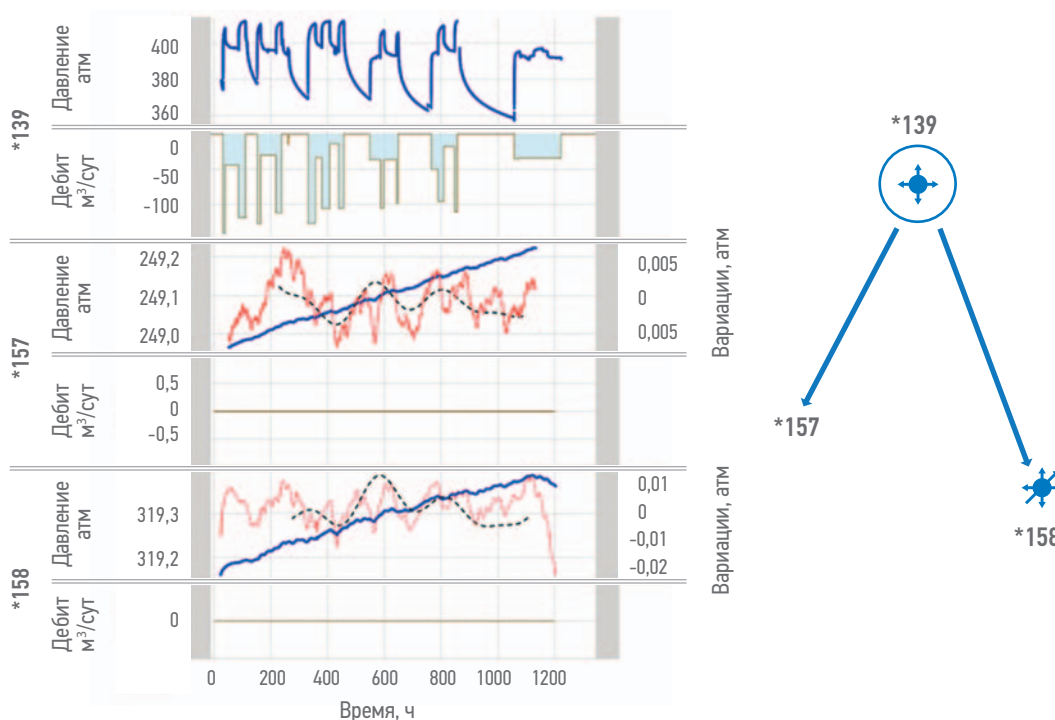 *139
Давление
атм
400
380
360
Дебит
м³/сут
0
-50
-100
*157
Давление
атм
249,2
249,1
249,0
0,005
0
0,005
Вариации, атм
Дебит
м³/сут
0,5
0
-0,5
*158
Давление
атм
319,3
319,2
0,01
0
-0,01
-0,02
Вариации, атм
Дебит
м³/сут
0
0 200 400 600 800 1000 1200
Время, ч
*139
*157
*158